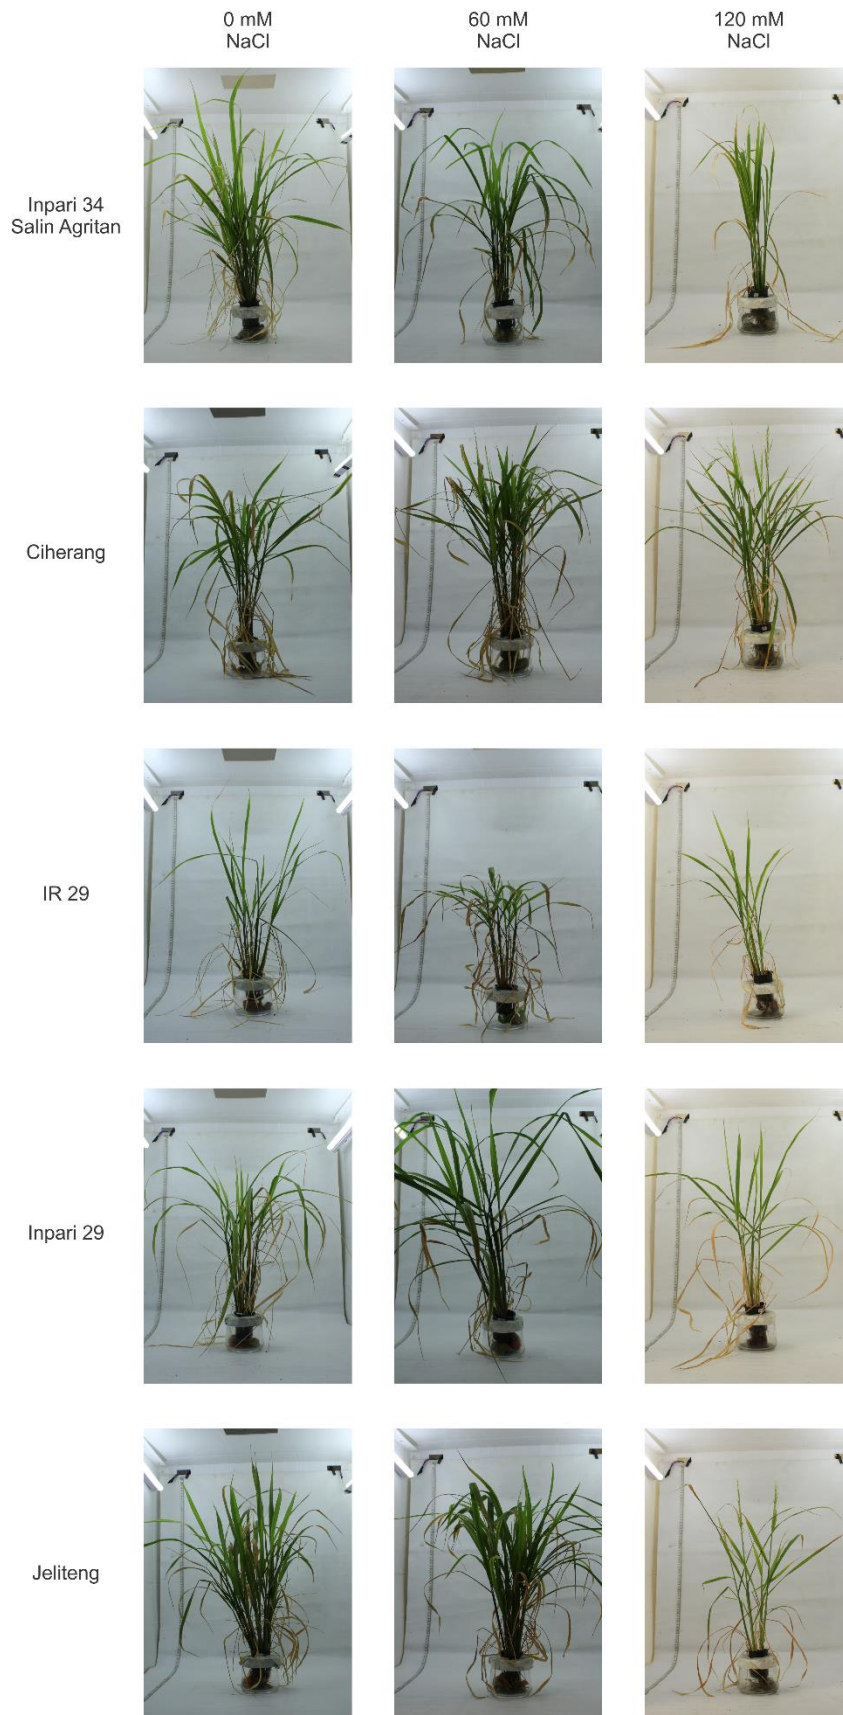 0 mM
NaCl
60 mM
NaCl
120 mM
NaCl
Inpari 34
Salin Agritan
Ciherang
IR 29
Inpari 29
Jeliteng